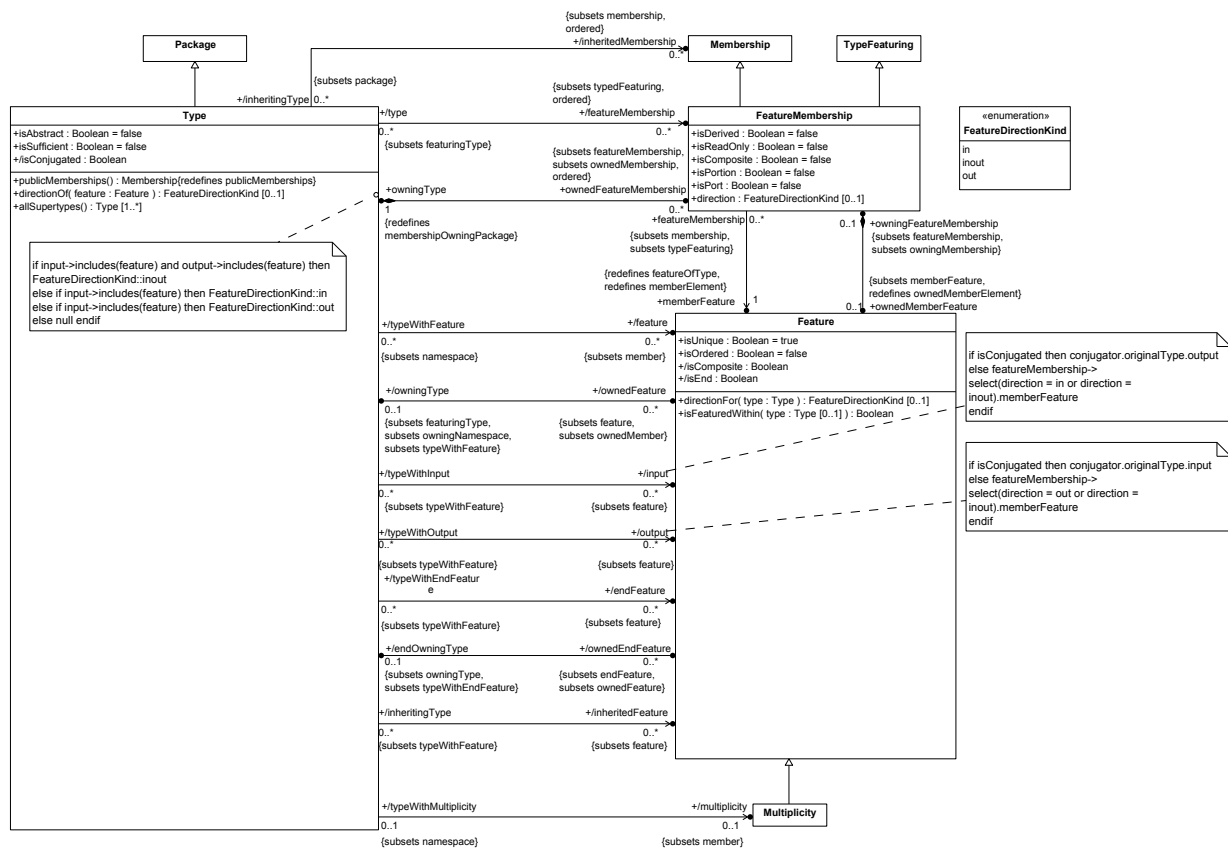 {subsets membership,
ordered}
+/inheritedMembership
0..*
Package
Membership
TypeFeaturing
{subsets package}
+/inheritingType 0..*
Type
+isAbstract : Boolean = false
+isSufficient : Boolean = false
+/isConjugated : Boolean
+publicMemberships() : Membership{redefines publicMemberships}
+directionOf( feature : Feature ) : FeatureDirectionKind [0..1]
+allSupertypes() : Type [1..*]
if input->includes(feature) and output->includes(feature) then
FeatureDirectionKind::inout
else if input->includes(feature) then FeatureDirectionKind::in
else if input->includes(feature) then FeatureDirectionKind::out
else null endif
+/type
0..*
{subsets featuringType}
{subsets typedFeaturing,
ordered}
+/featureMembership
0..*
{subsets featureMembership,
subsets ownedMembership,
ordered}
+owningType
+ownedFeatureMembership
1
0..*
{redefines
membershipOwningPackage}
FeatureMembership
+isDerived : Boolean = false
+isReadOnly : Boolean = false
+isComposite : Boolean = false
+isPortion : Boolean = false
+isPort : Boolean = false
+direction : FeatureDirectionKind [0..1]
«enumeration»
FeatureDirectionKind
in
inout
out
+featureMembership 0..*
{subsets membership,
subsets typeFeaturing}
0..1 +owningFeatureMembership
{subsets featureMembership,
subsets owningMembership}
{redefines featureOfType,
redefines memberElement}
+memberFeature 1
{subsets memberFeature,
redefines ownedMemberElement}
0..1 +ownedMemberFeature
Feature
+isUnique : Boolean = true
+isOrdered : Boolean = false
+/isComposite : Boolean
+/isEnd : Boolean
+directionFor( type : Type ) : FeatureDirectionKind [0..1]
+isFeaturedWithin( type : Type [0..1] ) : Boolean
if isConjugated then conjugator.originalType.output
else featureMembership->
select(direction = in or direction =
inout).memberFeature
endif
if isConjugated then conjugator.originalType.input
else featureMembership->
select(direction = out or direction =
inout).memberFeature
endif
+/typeWithFeature
+/feature
0..*
0..*
{subsets namespace}
{subsets member}
+/owningType
+/ownedFeature
0..1
0..*
{subsets featuringType,
subsets owningNamespace,
subsets typeWithFeature}
{subsets feature,
subsets ownedMember}
+/typeWithInput
+/input
0..*
0..*
{subsets typeWithFeature}
{subsets feature}
+/typeWithOutput
+/output
0..*
0..*
{subsets typeWithFeature}
{subsets feature}
+/typeWithEndFeatur
e
+/endFeature
0..*
0..*
{subsets typeWithFeature}
{subsets feature}
+/endOwningType
+/ownedEndFeature
0..1
0..*
{subsets owningType,
subsets typeWithEndFeature}
{subsets endFeature,
subsets ownedFeature}
+/inheritingType
+/inheritedFeature
0..*
0..*
{subsets typeWithFeature}
{subsets feature}
+/typeWithMultiplicity
+/multiplicity
0..1
0..1
{subsets namespace}
{subsets member}
Multiplicity